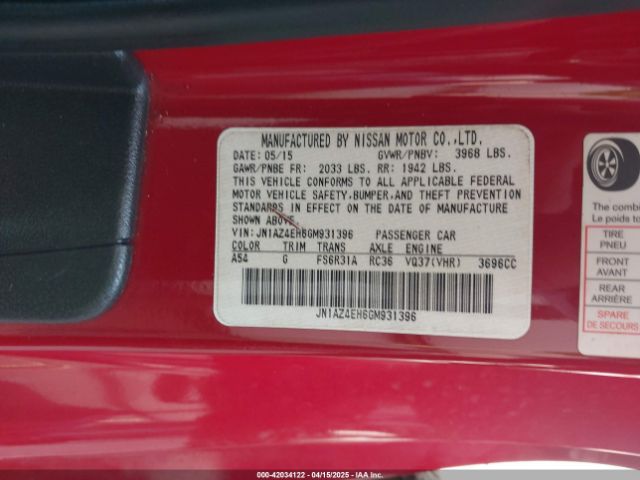 MANUFACTURED BY NISSAN MOTOR CO.,LTD.
DATE: 05/15 GVWR/PNBV: 3968 LBS.
GAWR/PNBE FR: 2033 LBS. RR: 1942 LBS.
THIS VEHICLE CONFORMS TO ALL APPLICABLE FEDERAL
MOTOR VEHICLE SAFETY,BUMPER,AND THEFT PREVENTION
STANDARDS IN EFFECT ON THE DATE OF MANUFACTURE
SHOWN ABOVE.
VIN: JN1AZ4EH6GM931396 PASSENGER CAR
COLOR TRIM TRANS AXLE ENGINE
A54 G FS6R31A RC36 VQ37(VHR) 3696CC
JN1AZ4EH6GM931396
The combi
Le poids to
TIRE
PNEU
FRONT
AVANT
REAR
ARRIÈRE
SPARE
DE SECOURS
000-42034122 - 04/15/2025 - IAA Inc.